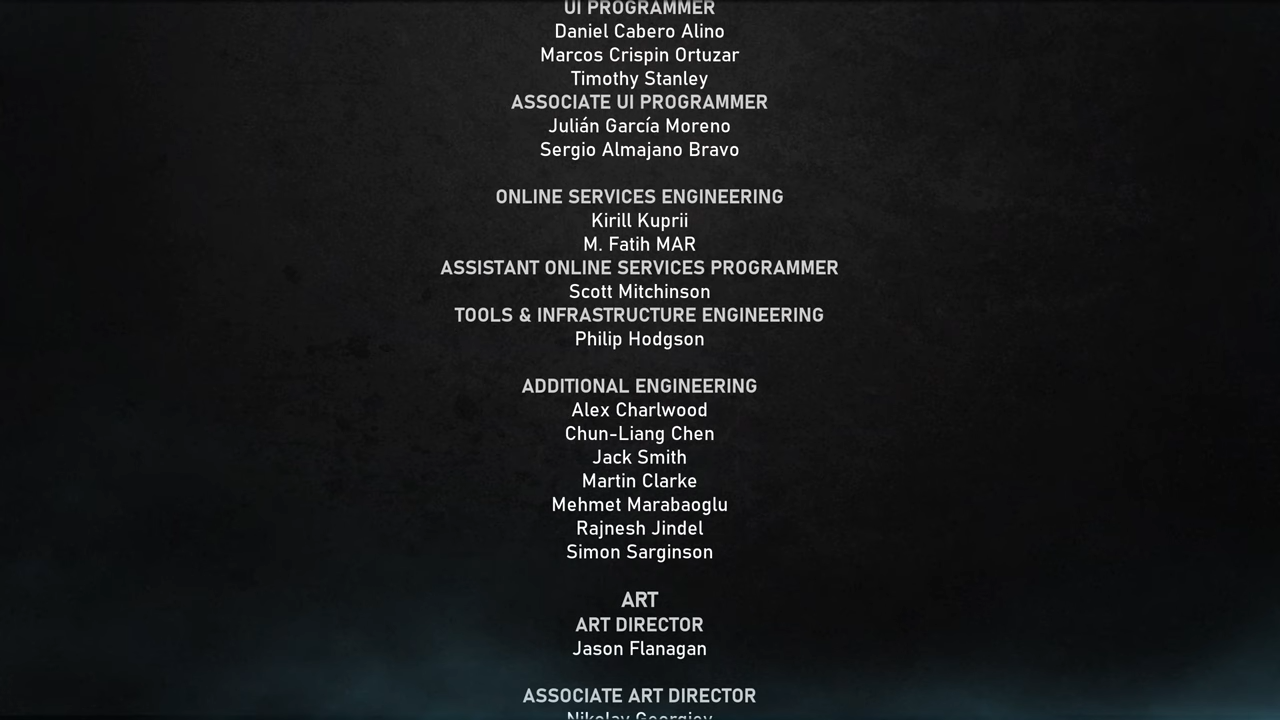 UI PROGRAMMER
Daniel Cabero Alino
Marcos Crispin Ortuzar
Timothy Stanley
ASSOCIATE UI PROGRAMMER
Julián García Moreno
Sergio Almajano Bravo
ONLINE SERVICES ENGINEERING
Kirill Kuprii
M. Fatih MAR
ASSISTANT ONLINE SERVICES PROGRAMMER
Scott Mitchinson
TOOLS & INFRASTRUCTURE ENGINEERING
Philip Hodgson
ADDITIONAL ENGINEERING
Alex Charlwood
Chun-Liang Chen
Jack Smith
Martin Clarke
Mehmet Marabaoglu
Rajnesh Jindel
Simon Sarginson
ART
ART DIRECTOR
Jason Flanagan
ASSOCIATE ART DIRECTOR
Nikolay Georgiev